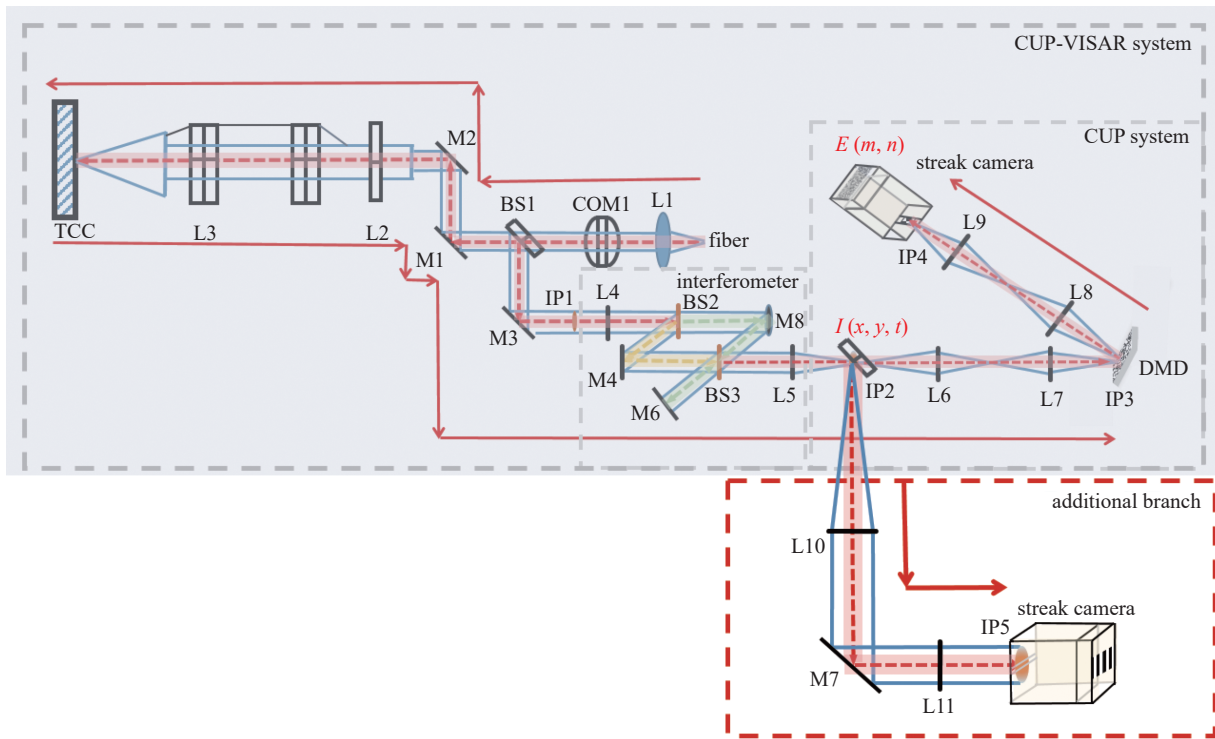 CUP-VISAR system
CUP system
E (m, n)
streak camera
M2
BS1
COM1
L1
L9
TCC
L3
L2
fiber
IP4
M1
interferometer
L8
IP1
L4
BS2
M8
I (x, y, t)
M3
DMD
M4
M6
BS3
L5
IP2
L6
L7
IP3
additional branch
L10
streak camera
IP5
M7
L11